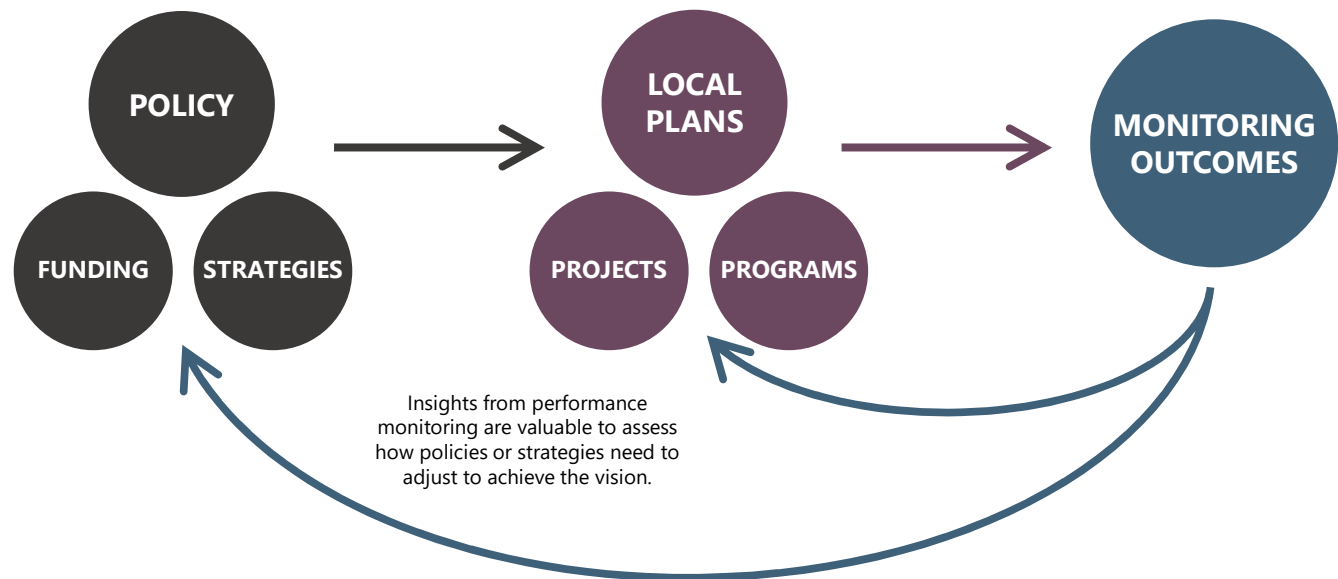 POLICY
FUNDING
STRATEGIES
LOCAL
PLANS
PROJECTS
PROGRAMS
MONITORING
OUTCOMES
Insights from performance
monitoring are valuable to assess
how policies or strategies need to
adjust to achieve the vision.